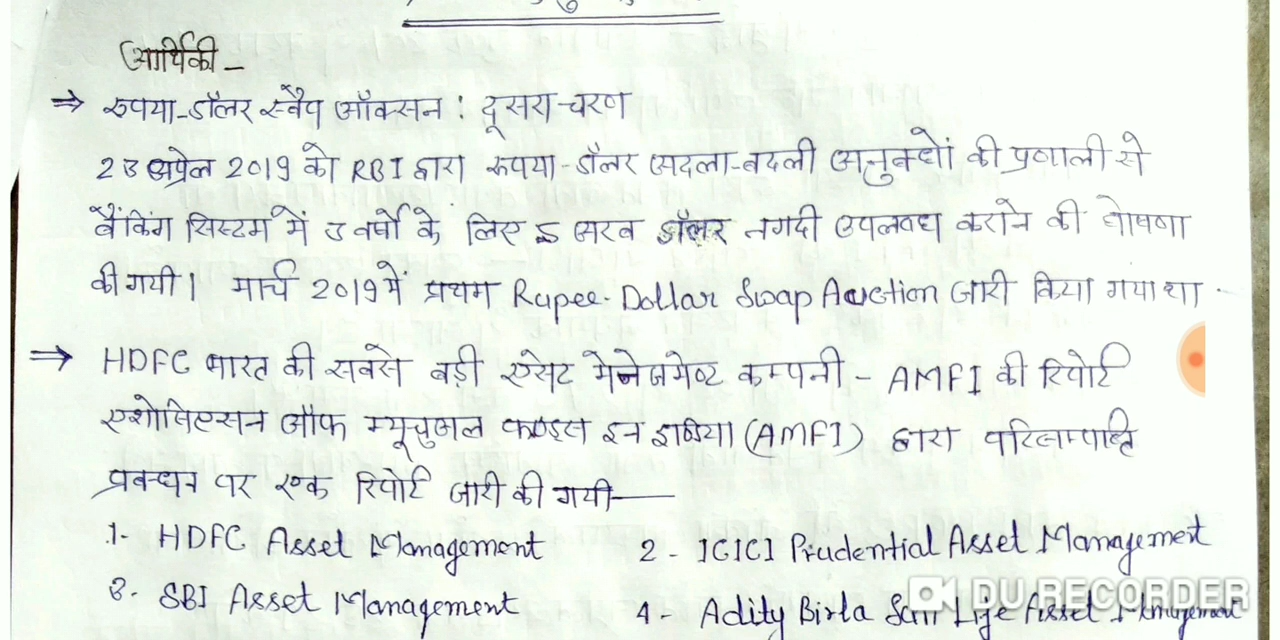 आर्थिकी -
⇒ रुपया-डॉलर स्वैप ऑक्सन : दूसरा-चरण
23 अप्रेल 2019 को RBI द्वारा रुपया-डॉलर अदला-बदली अनुबधों की प्रणाली से
बैंकिंग सिस्टम में 3 वर्षो के लिए 5 अरब डॉलर नगदी उपलब्ध कराने की घोषणा
की गयी। मार्च 2019 में प्रथम Rupee-Dollar Swap Auction जारी किया गया था
⇒ HDFC भारत की सबसे बड़ी एसेट मेनेजमेण्ट कम्पनी - AMFI की रिपोर्ट
एशोसिएसन ऑफ म्यूचुअल फण्ड्स इन इण्डिया (AMFI) द्वारा परिसम्पत्ति
प्रबन्धन पर एक रिपोर्ट जारी की गयी—
1- HDFC Asset Management 2- ICICI Prudential Asset Management
3- SBI Asset Management 4- Adity Birla Sun Life Asset Management
DU RECORDER